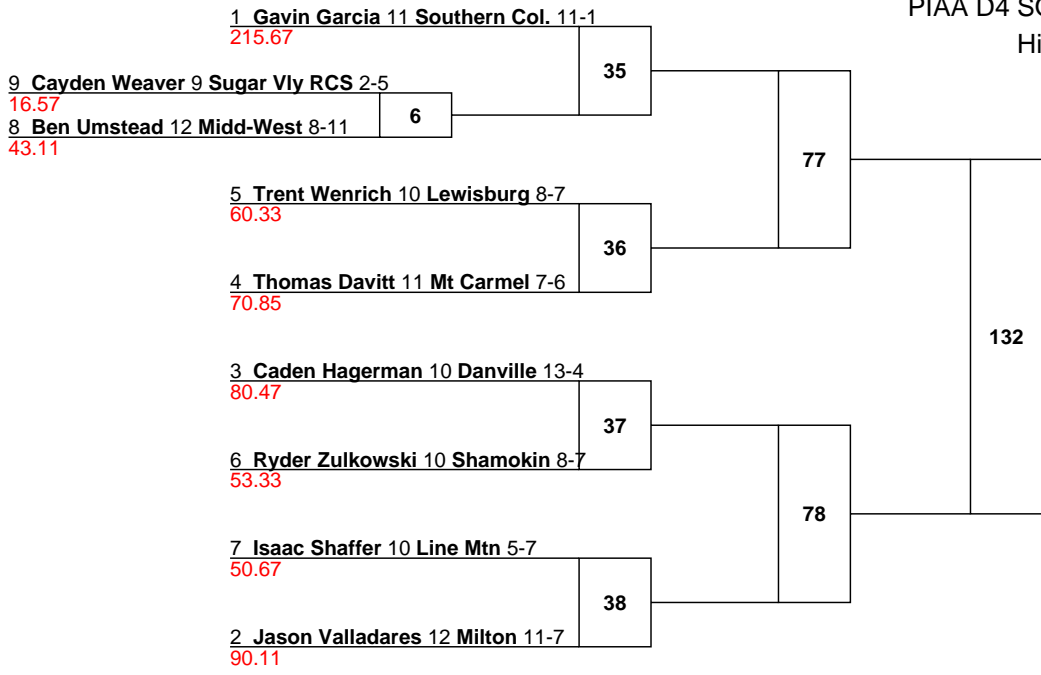 PIAA D4 SO
Hi
1 Gavin Garcia 11 Southern Col. 11-1
215.67
35
9 Cayden Weaver 9 Sugar Vly RCS 2-5
16.57
6
8 Ben Umstead 12 Midd-West 8-11
43.11
77
5 Trent Wenrich 10 Lewisburg 8-7
60.33
36
4 Thomas Davitt 11 Mt Carmel 7-6
70.85
132
3 Caden Hagerman 10 Danville 13-4
80.47
37
6 Ryder Zulkowski 10 Shamokin 8-7
53.33
78
7 Isaac Shaffer 10 Line Mtn 5-7
50.67
38
2 Jason Valladares 12 Milton 11-7
90.11